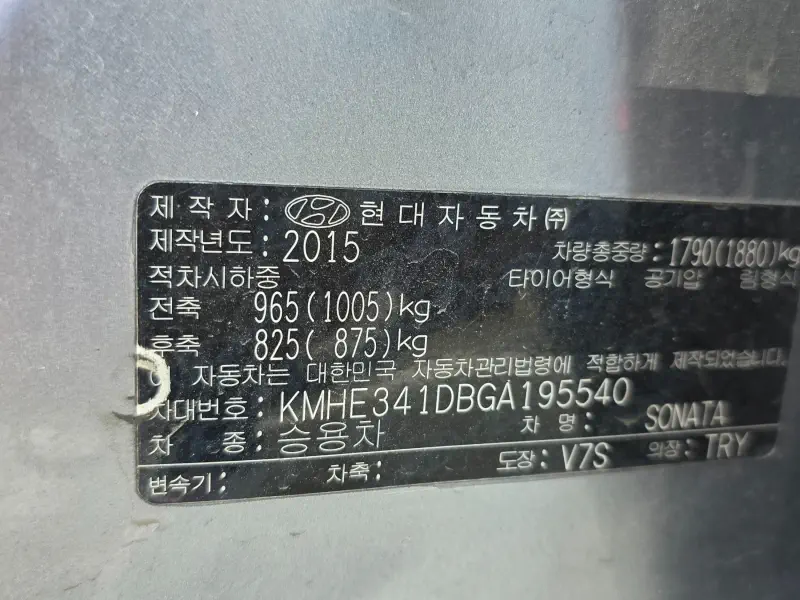 제 작 자 : 현대자동차㈜
제작년도 : 2015 차량총중량 : 1790(1880)kg
적차시하중 타이어형식 공기압 림형식
전축 965(1005)kg
후축 825( 875)kg
이 자동차는 대한민국 자동차관리법령에 적합하게 제작되었습니다.
차대번호 : KMHE341DBGA195540
차 종 : 승용차 차 명 : SONATA
변속기 : 차축 : 도장 : V7S 의장 : TRY